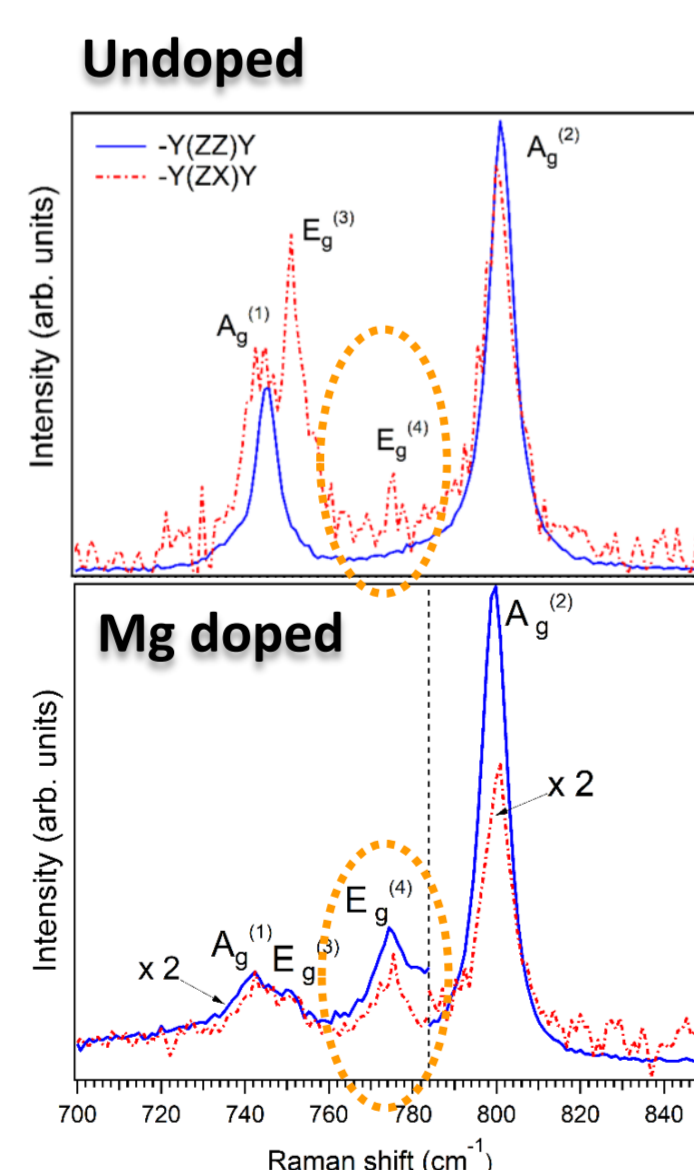 Undoped
-Y(ZZ)Y
-Y(ZX)Y
Ag(2)
Eg(3)
Ag(1)
Eg(4)
Intensity (arb. units)
Mg doped
Ag(2)
x 2
Eg(4)
Ag(1)
Eg(3)
x 2
Intensity (arb. units)
700 720 740 760 780 800 820 840
Raman shift (cm-1)